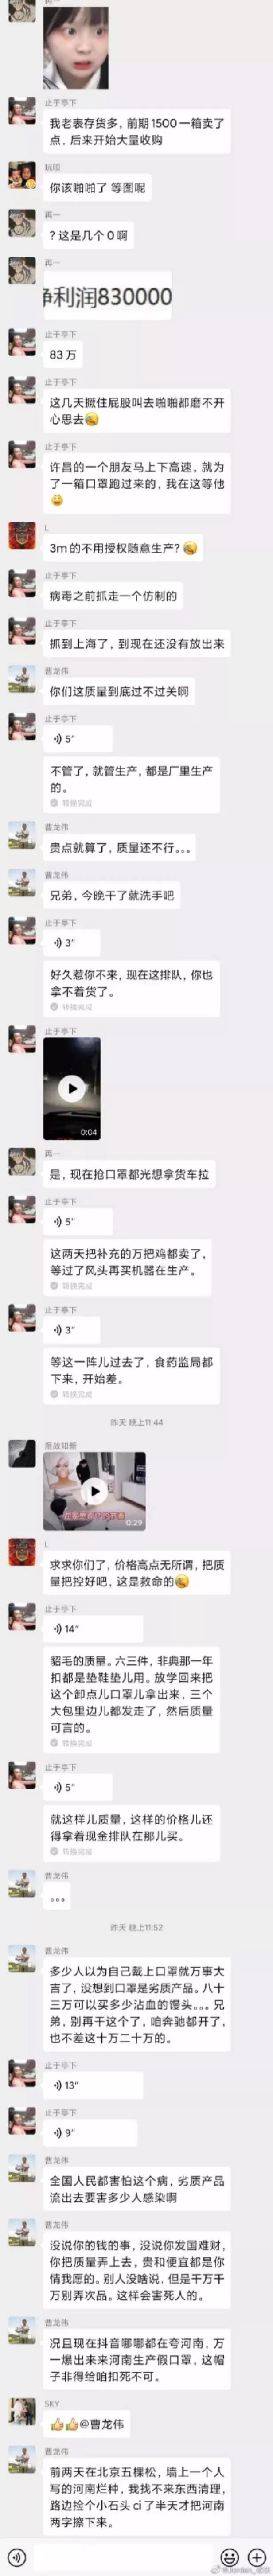 再一
止于亭下
我老表存货多，前期1500一箱卖了
点，后来开始大量收购
玩呗
你该啪啪了 等图呢
再一
？这是几个0啊
再一
净利润830000
止于亭下
83万
止于亭下
这几天撅住屁股叫去啪啪都磨不开
心思去
止于亭下
许昌的一个朋友马上下高速，就为
了一箱口罩跑过来的，我在这等他
L
3m的不用授权随意生产？
止于亭下
病毒之前抓走一个仿制的
止于亭下
抓到上海了，到现在还没有放出来
曹龙伟
你们这质量到底过不过关啊
止于亭下
5"
不管了，就管生产，都是厂里生产
的。
转换完成
曹龙伟
贵点就算了，质量还不行。。。
曹龙伟
兄弟，今晚干了就洗手吧
止于亭下
3"
好久惹你不来，现在这排队，你也
拿不着货了。
转换完成
止于亭下
0:04
再一
是，现在抢口罩都光想拿货车拉
止于亭下
5"
这两天把补充的万把鸡都卖了，
等过了风头再买机器在生产。
转换完成
止于亭下
3"
等这一阵儿过去了，食药监局都
下来，开始差。
转换完成
昨天 晚上11:44
0:29
L
求求你们了，价格高点无所谓，把质
量把控好吧，这是救命的
止于亭下
14"
貂毛的质量。六三件，非典那一年
扣都是垫鞋垫儿用。放学回来把
这个卸点儿口罩儿拿出来，三个
大包里边儿都发走了，然后质量
可言的。
转换完成
止于亭下
5"
就这样儿质量，这样的价格儿还
得拿着现金排队在那儿买。
转换完成
曹龙伟
。。。
昨天 晚上11:52
曹龙伟
多少人以为自己戴上口罩就万事大
吉了，没想到口罩是劣质产品。八十
三万可以买多少沾血的馒头。。。兄
弟，别再干这个了，咱奔驰都开了，
也不差这十万二十万的。
止于亭下
13"
止于亭下
9"
曹龙伟
全国人民都害怕这个病，劣质产品
流出去要害多少人感染啊
曹龙伟
没说你的钱的事，没说你发国难财，
你把质量弄上去，贵和便宜都是你
情我愿的。别人没啥说，但是千万千
万别弄次品。这样会害死人的。
曹龙伟
况且现在抖音哪哪都在夸河南，万
一爆出来来河南生产假口罩，这帽
子非得给咱扣死不可。
SKY
@曹龙伟
曹龙伟
前两天在北京五棵松，墙上一个人
写的河南烂种，我找不来东西清理，
路边捡个小石头ci了半天才把河南
两字擦下来。